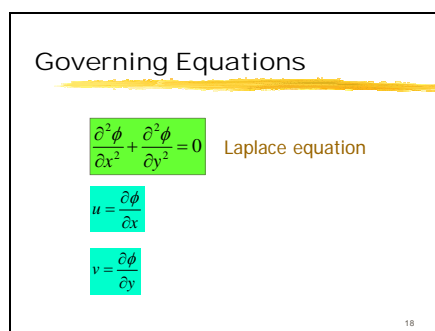 Governing Equations
∂²ϕ/∂x² + ∂²ϕ/∂y² = 0 Laplace equation
u = ∂ϕ/∂x
v = ∂ϕ/∂y
18